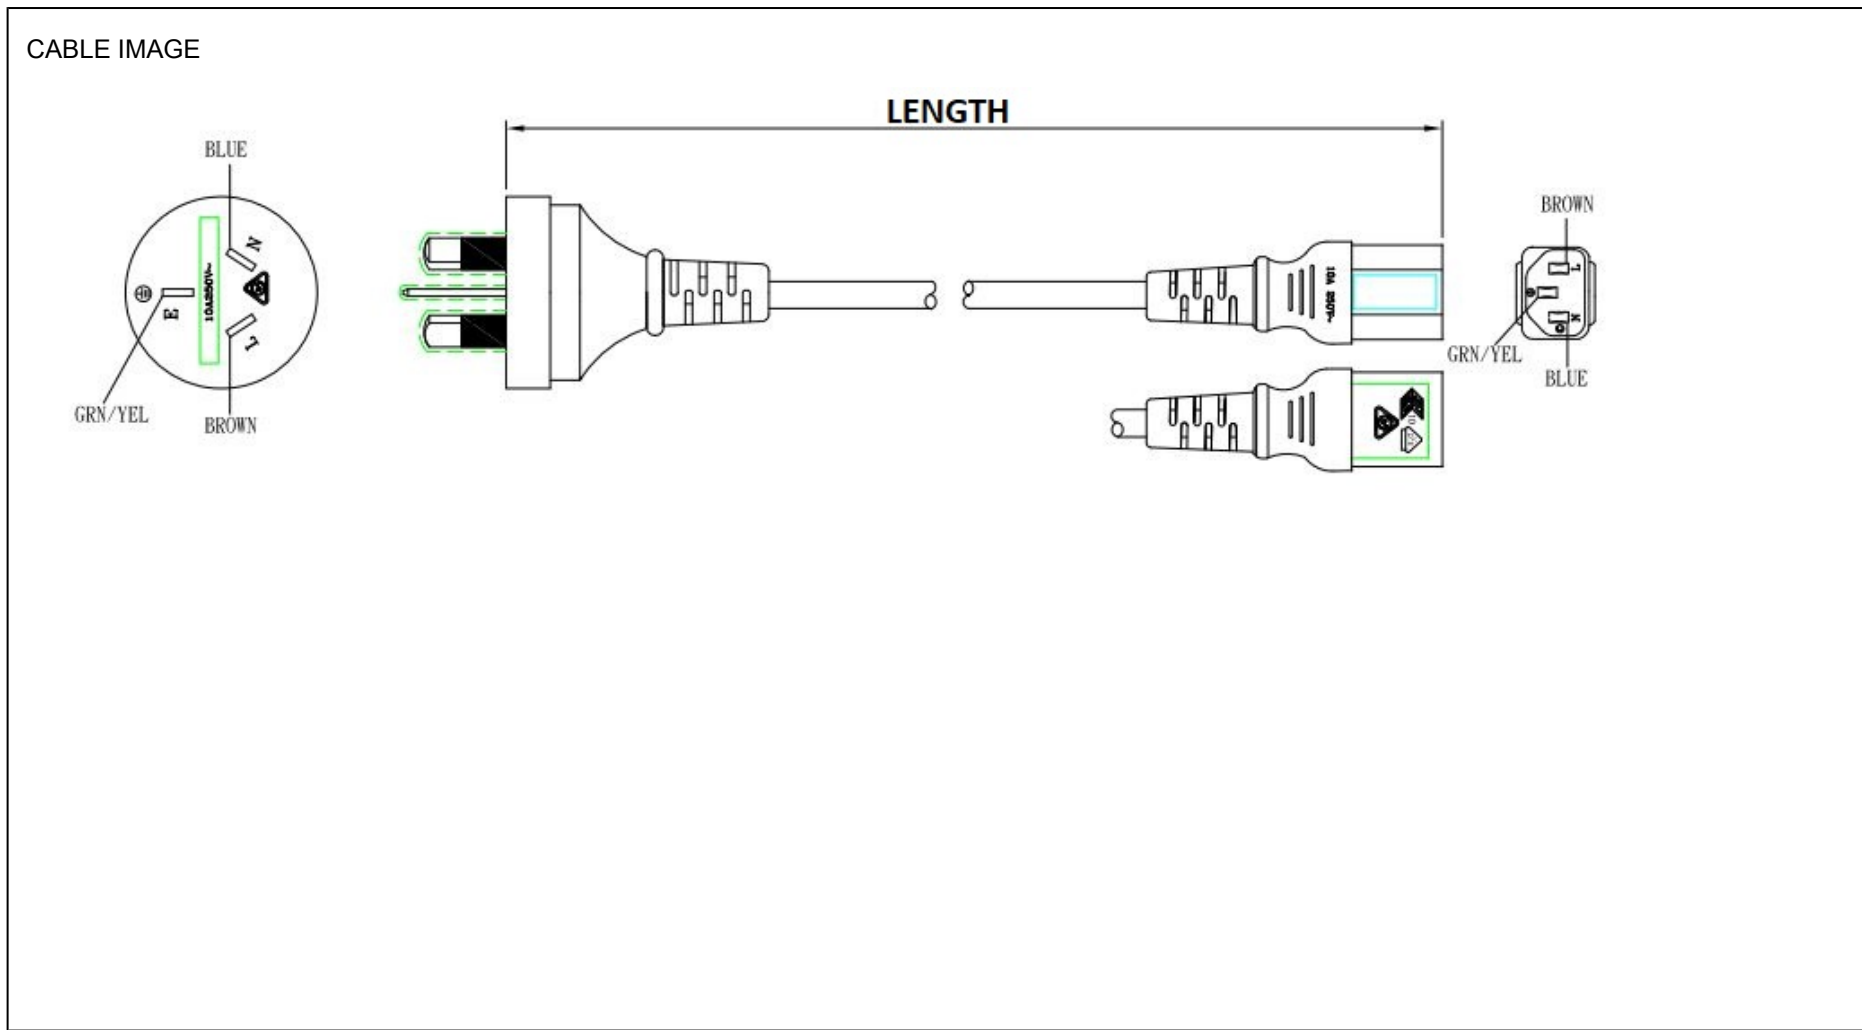 CABLE IMAGE
LENGTH
BLUE
N
E
10A250V~
L
GRN/YEL
BROWN
10A 250V~
BROWN
L
N
GRN/YEL
BLUE